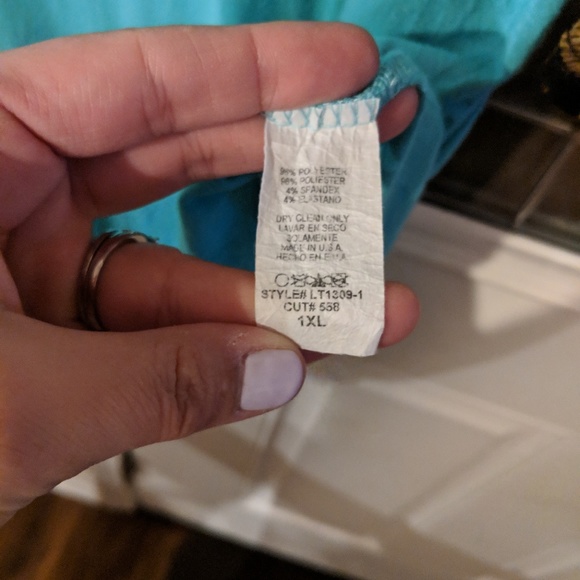 96% POLYESTER
96% POLIESTER
4% SPANDEX
4% ELASTANO
DRY CLEAN ONLY
LAVAR EN SECO
SOLAMENTE
MADE IN U.S.A
HECHO EN E.U.A.
STYLE# LT1309-1
CUT# 558
1XL